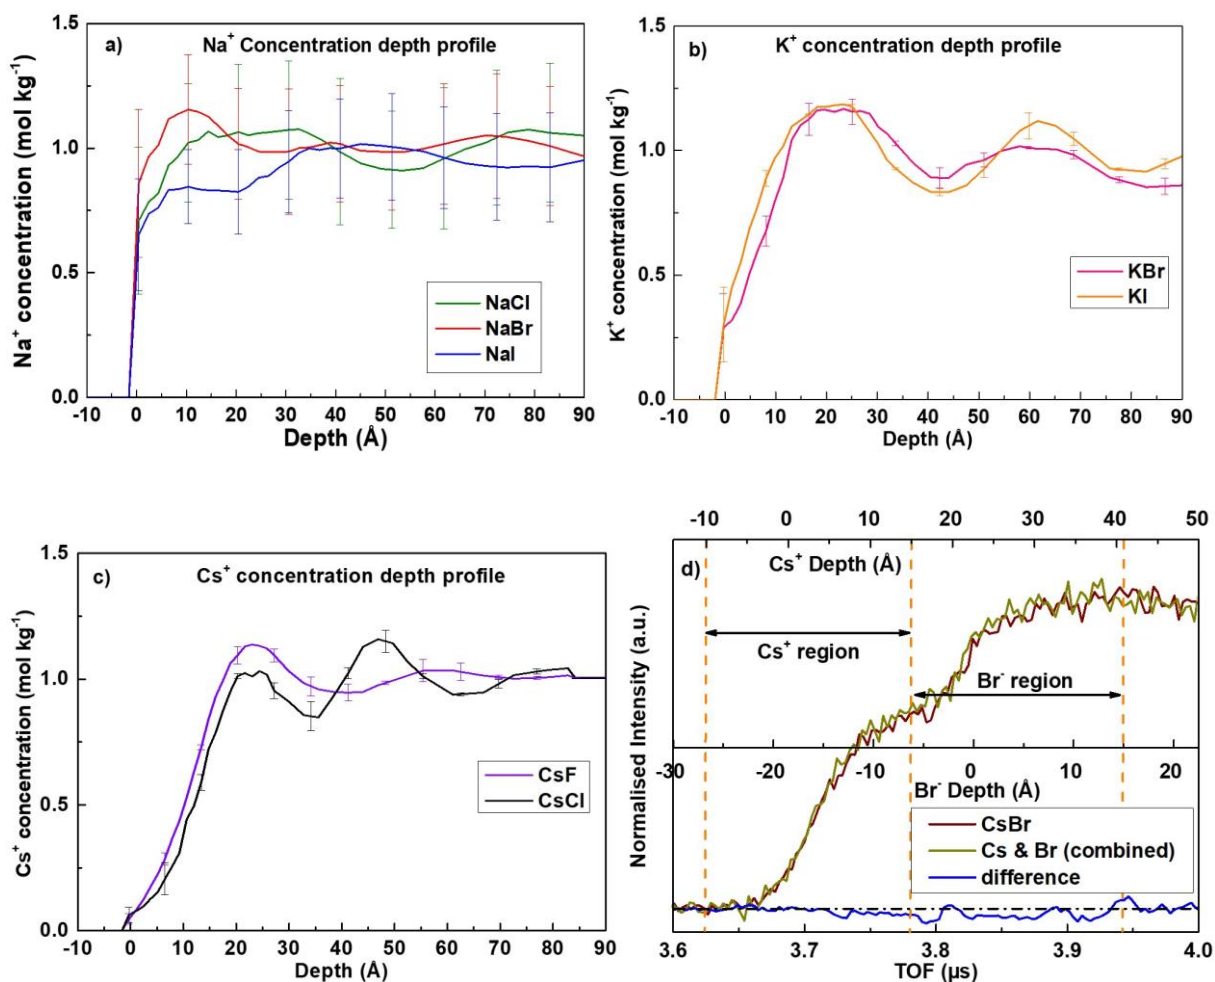 a) Na⁺ Concentration depth profile
Na⁺ concentration (mol kg⁻¹)
1.5
1.0
0.5
0.0
NaCl
NaBr
NaI
-10 0 10 20 30 40 50 60 70 80 90
Depth (Å)
b) K⁺ concentration depth profile
K⁺ concentration (mol kg⁻¹)
1.5
1.0
0.5
0.0
KBr
KI
-10 0 10 20 30 40 50 60 70 80 90
Depth (Å)
c) Cs⁺ concentration depth profile
Cs⁺ concentration (mol kg⁻¹)
1.5
1.0
0.5
0.0
CsF
CsCl
-10 0 10 20 30 40 50 60 70 80 90
Depth (Å)
-10 0 10 20 30 40 50
d) Cs⁺ Depth (Å)
Normalised Intensity (a.u.)
Cs⁺ region
Br⁻ region
-30 -20 -10 0 10 20
Br⁻ Depth (Å)
CsBr
Cs & Br (combined)
difference
3.6 3.7 3.8 3.9 4.0
TOF (µs)